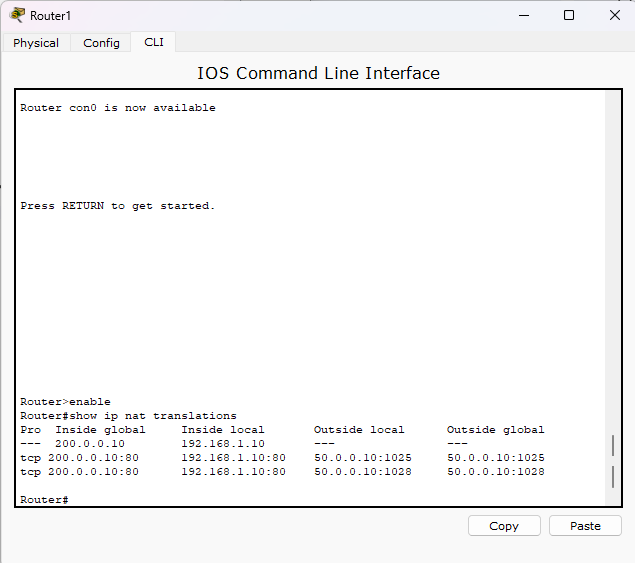 Router1
Physical Config CLI
IOS Command Line Interface
Router con0 is now available
Press RETURN to get started.
Router>enable
Router#show ip nat translations
Pro  Inside global     Inside local       Outside local      Outside global
---  200.0.0.10        192.168.1.10       ---                ---
tcp 200.0.0.10:80      192.168.1.10:80    50.0.0.10:1025     50.0.0.10:1025
tcp 200.0.0.10:80      192.168.1.10:80    50.0.0.10:1028     50.0.0.10:1028
Router#
Copy Paste